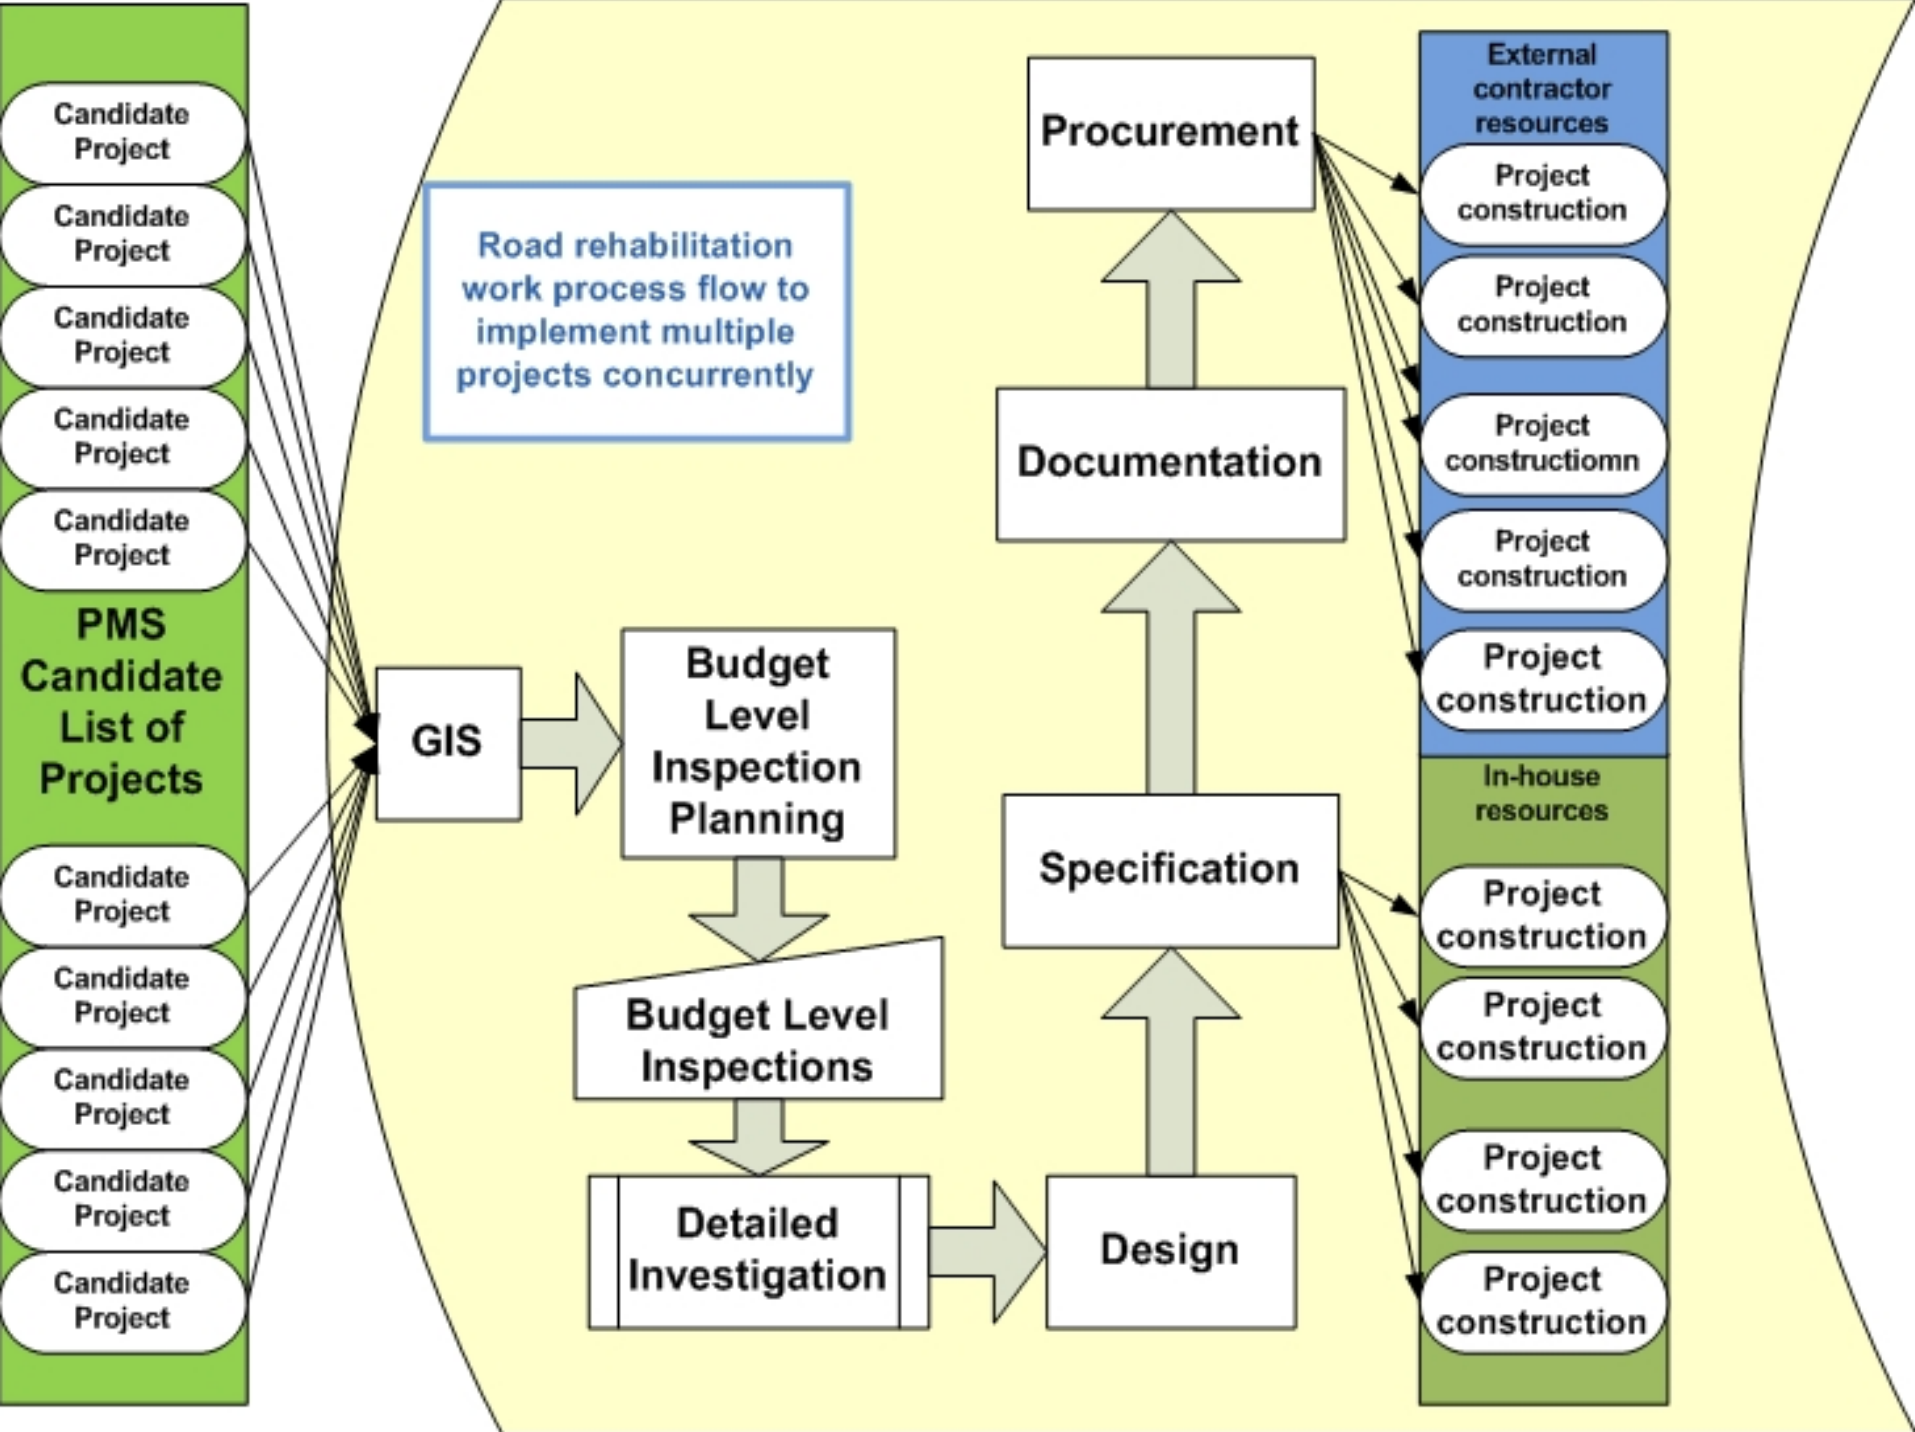 Candidate
Project
Candidate
Project
Candidate
Project
Candidate
Project
Candidate
Project
PMS
Candidate
List of
Projects
Candidate
Project
Candidate
Project
Candidate
Project
Candidate
Project
Candidate
Project
Road rehabilitation
work process flow to
implement multiple
projects concurrently
GIS
Budget
Level
Inspection
Planning
Budget Level
Inspections
Detailed
Investigation
Design
Specification
Documentation
Procurement
External
contractor
resources
Project
construction
Project
construction
Project
constructiomn
Project
construction
Project
construction
In-house
resources
Project
construction
Project
construction
Project
construction
Project
construction